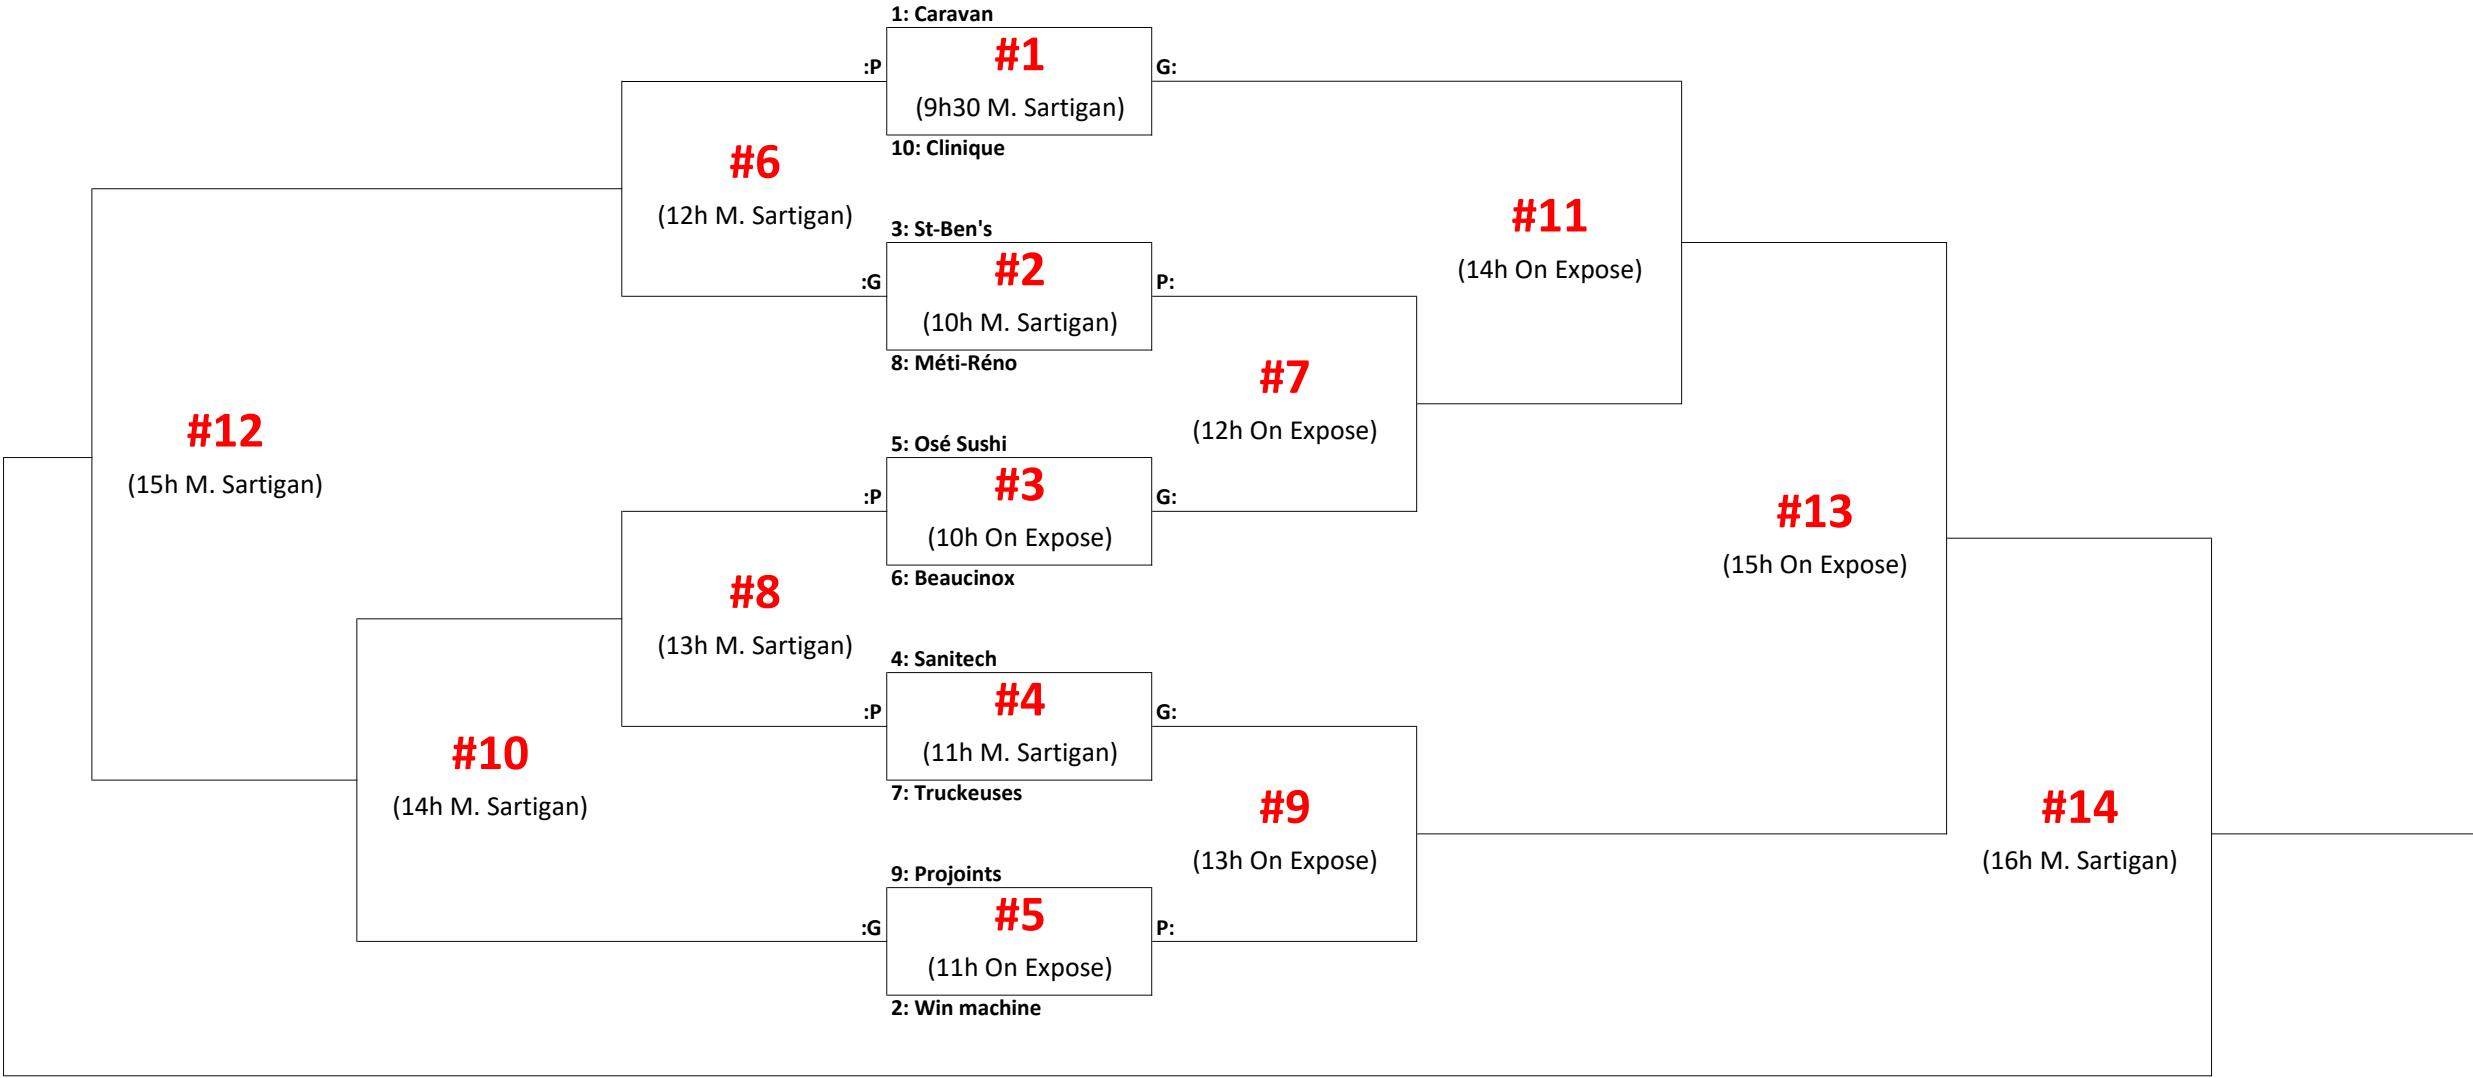 1: Caravan
:P
#1
G:
(9h30 M. Sartigan)
10: Clinique
#6
(12h M. Sartigan)
3: St-Ben's
:G
#2
P:
(10h M. Sartigan)
8: Méti-Réno
#11
(14h On Expose)
#7
(12h On Expose)
#12
(15h M. Sartigan)
5: Osé Sushi
:P
#3
G:
(10h On Expose)
6: Beaucinox
#13
(15h On Expose)
#8
(13h M. Sartigan)
4: Sanitech
:P
#4
G:
(11h M. Sartigan)
7: Truckeuses
#10
(14h M. Sartigan)
#9
(13h On Expose)
#14
(16h M. Sartigan)
9: Projoints
:G
#5
P:
(11h On Expose)
2: Win machine